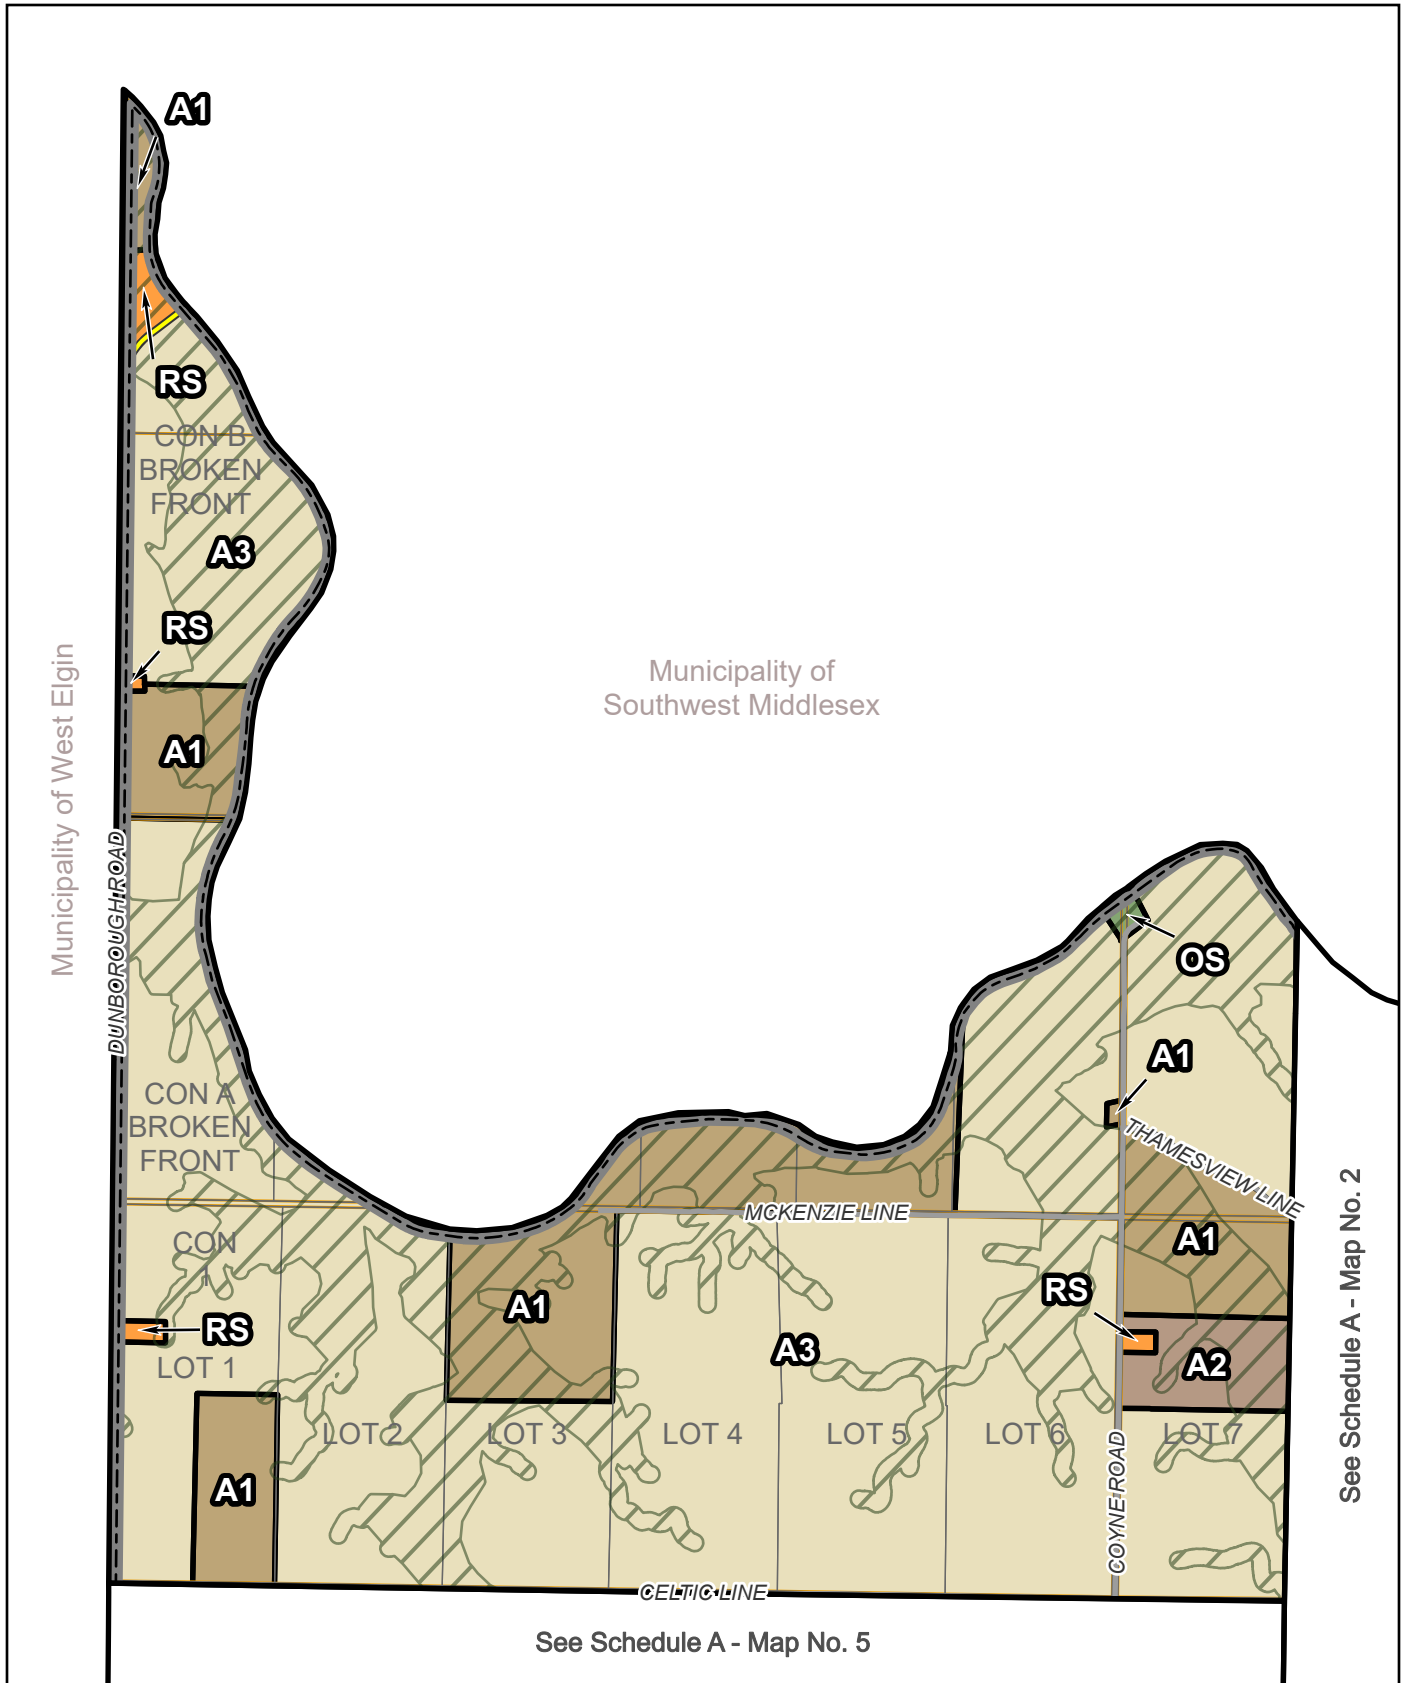 A1
RS
CON B
BROKEN
FRONT
A3
RS
Municipality of West Elgin
Municipality of
Southwest Middlesex
A1
DUNBOROUGH ROAD
OS
A1
CON A
BROKEN
FRONT
THAMESVIEW LINE
See Schedule A - Map No. 2
MCKENZIE LINE
CON
1
A1
RS
A1
RS
LOT 1
A3
A2
LOT 2
LOT 3
LOT 4
LOT 5
LOT 6
LOT 7
A1
COYNE ROAD
CELTIC LINE
See Schedule A - Map No. 5